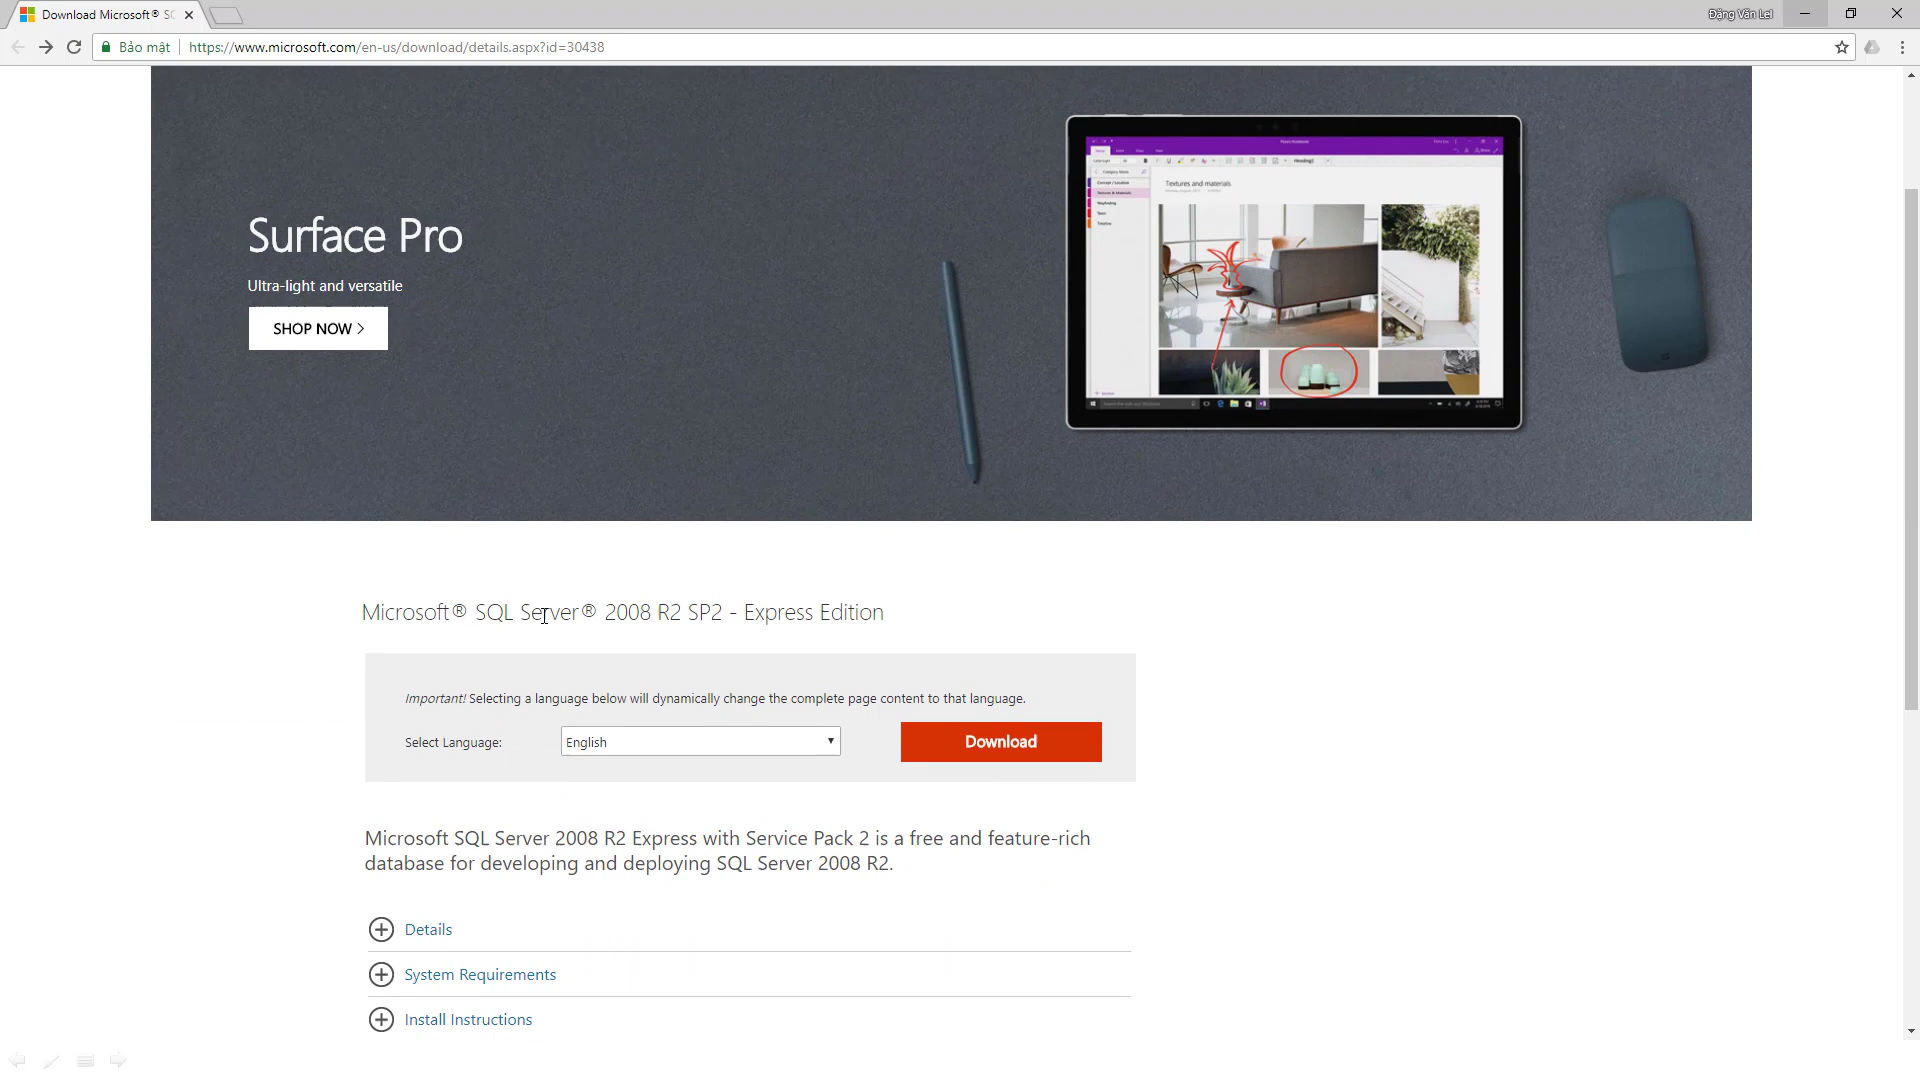 Download Microsoft® SC
Đặng Văn Lel
Bảo mật
https://www.microsoft.com/en-us/download/details.aspx?id=30438
Surface Pro
Ultra-light and versatile
SHOP NOW
Textures and materials
Microsoft® SQL Server® 2008 R2 SP2 - Express Edition
Important! Selecting a language below will dynamically change the complete page content to that language.
Select Language:
English
Download
Microsoft SQL Server 2008 R2 Express with Service Pack 2 is a free and feature-rich
database for developing and deploying SQL Server 2008 R2.
Details
System Requirements
Install Instructions